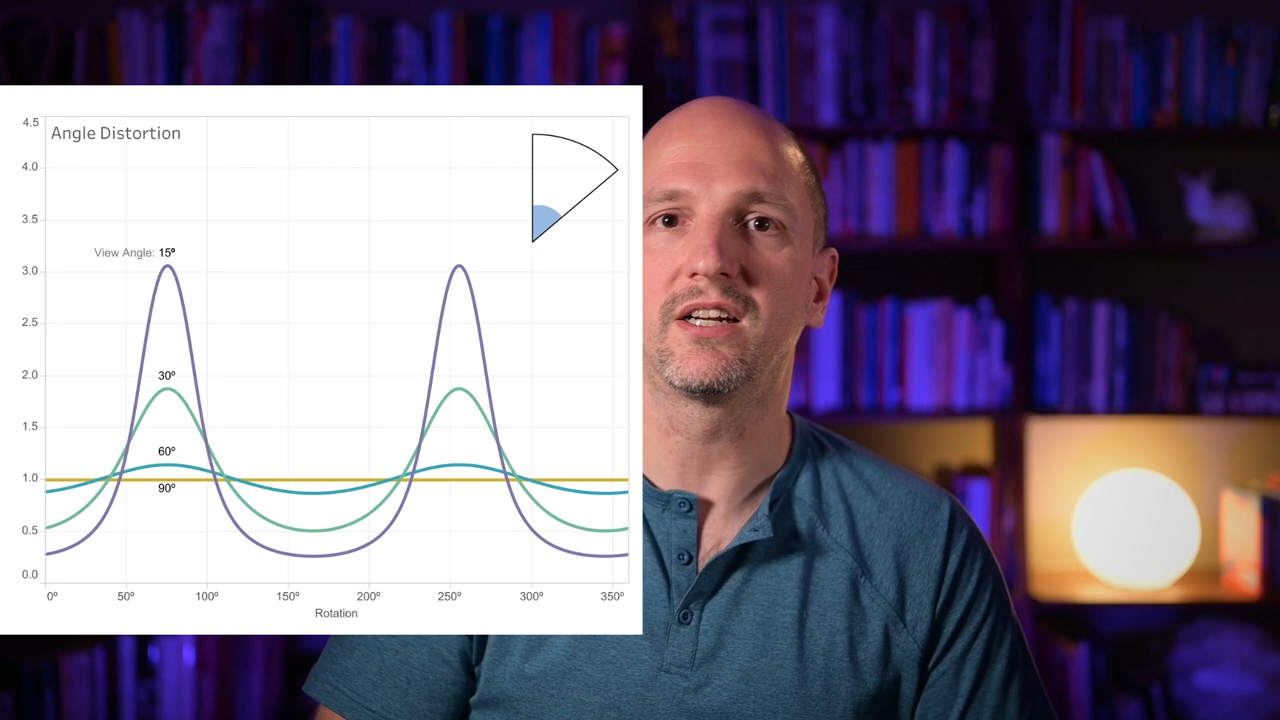 4.5
Angle Distortion
4.0
3.5
View Angle: 15º
3.0
2.5
30º
2.0
1.5
60º
1.0
90º
0.5
0.0
0º 50º 100º 150º 200º 250º 300º 350º
Rotation